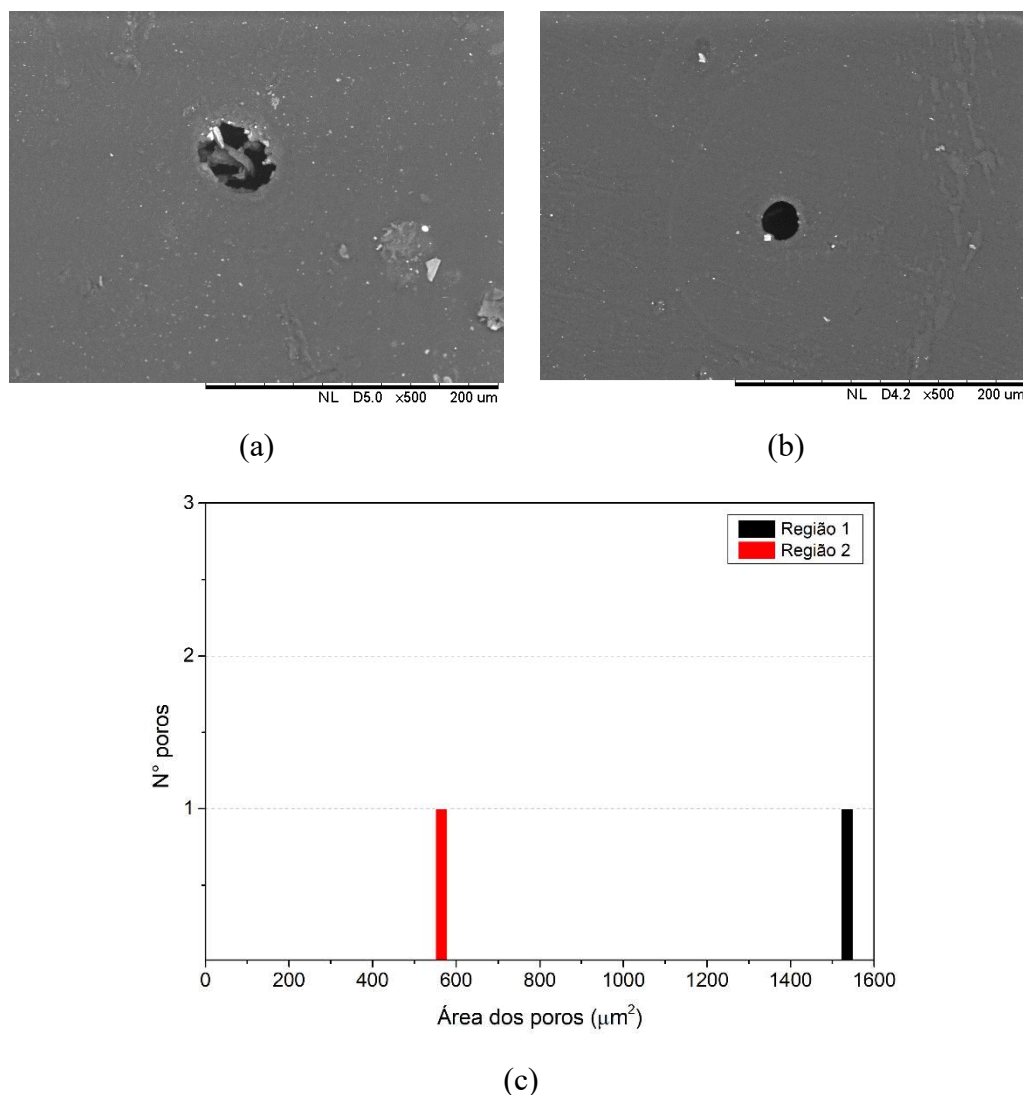 NL D5.0 x500 200 um
NL D4.2 x500 200 um
(a)
(b)
3
2
1
N° poros
Região 1
Região 2
0 200 400 600 800 1000 1200 1400 1600
Área dos poros (μm²)
(c)